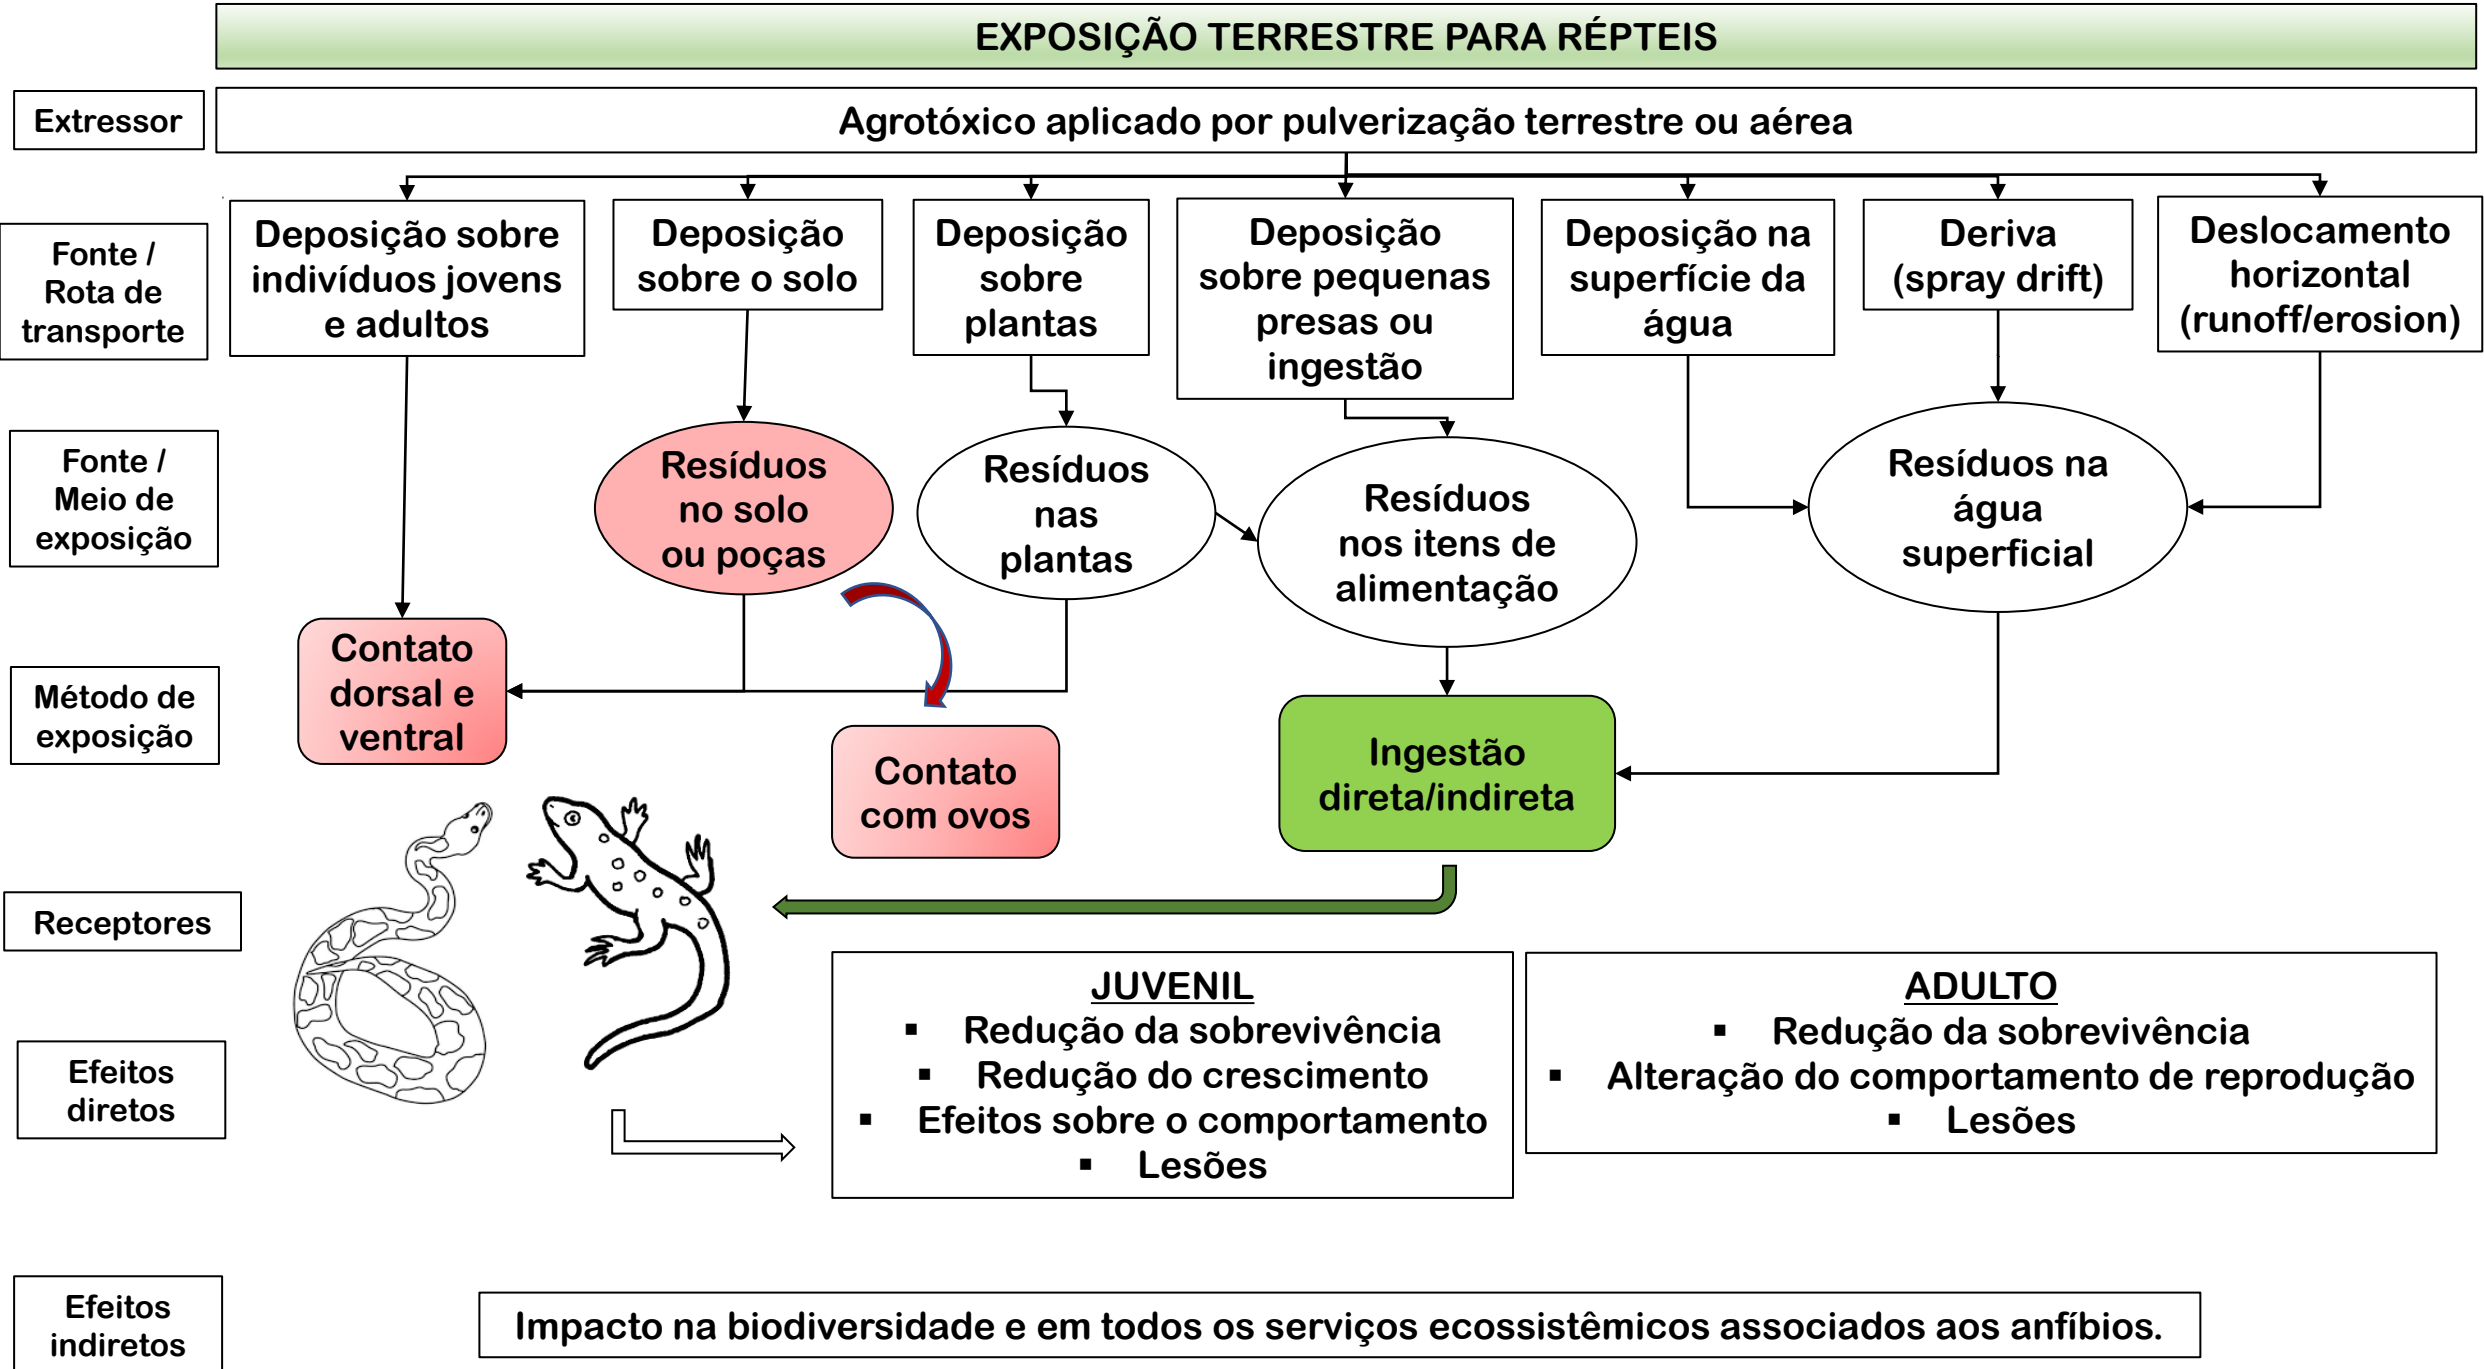 EXPOSIÇÃO TERRESTRE PARA RÉPTEIS
Extressor
Agrotóxico aplicado por pulverização terrestre ou aérea
Fonte /
Rota de
transporte
Deposição sobre
indivíduos jovens
e adultos
Deposição
sobre o solo
Deposição
sobre
plantas
Deposição
sobre pequenas
presas ou
ingestão
Deposição na
superfície da
água
Deriva
(spray drift)
Deslocamento
horizontal
(runoff/erosion)
Fonte /
Meio de
exposição
Resíduos
no solo
ou poças
Resíduos
nas
plantas
Resíduos
nos itens de
alimentação
Resíduos na
água
superficial
Método de
exposição
Contato
dorsal e
ventral
Contato
com ovos
Ingestão
direta/indireta
Receptores
Efeitos
diretos
JUVENIL
▪ Redução da sobrevivência
▪ Redução do crescimento
▪ Efeitos sobre o comportamento
▪ Lesões
ADULTO
▪ Redução da sobrevivência
▪ Alteração do comportamento de reprodução
▪ Lesões
Efeitos
indiretos
Impacto na biodiversidade e em todos os serviços ecossistêmicos associados aos anfíbios.